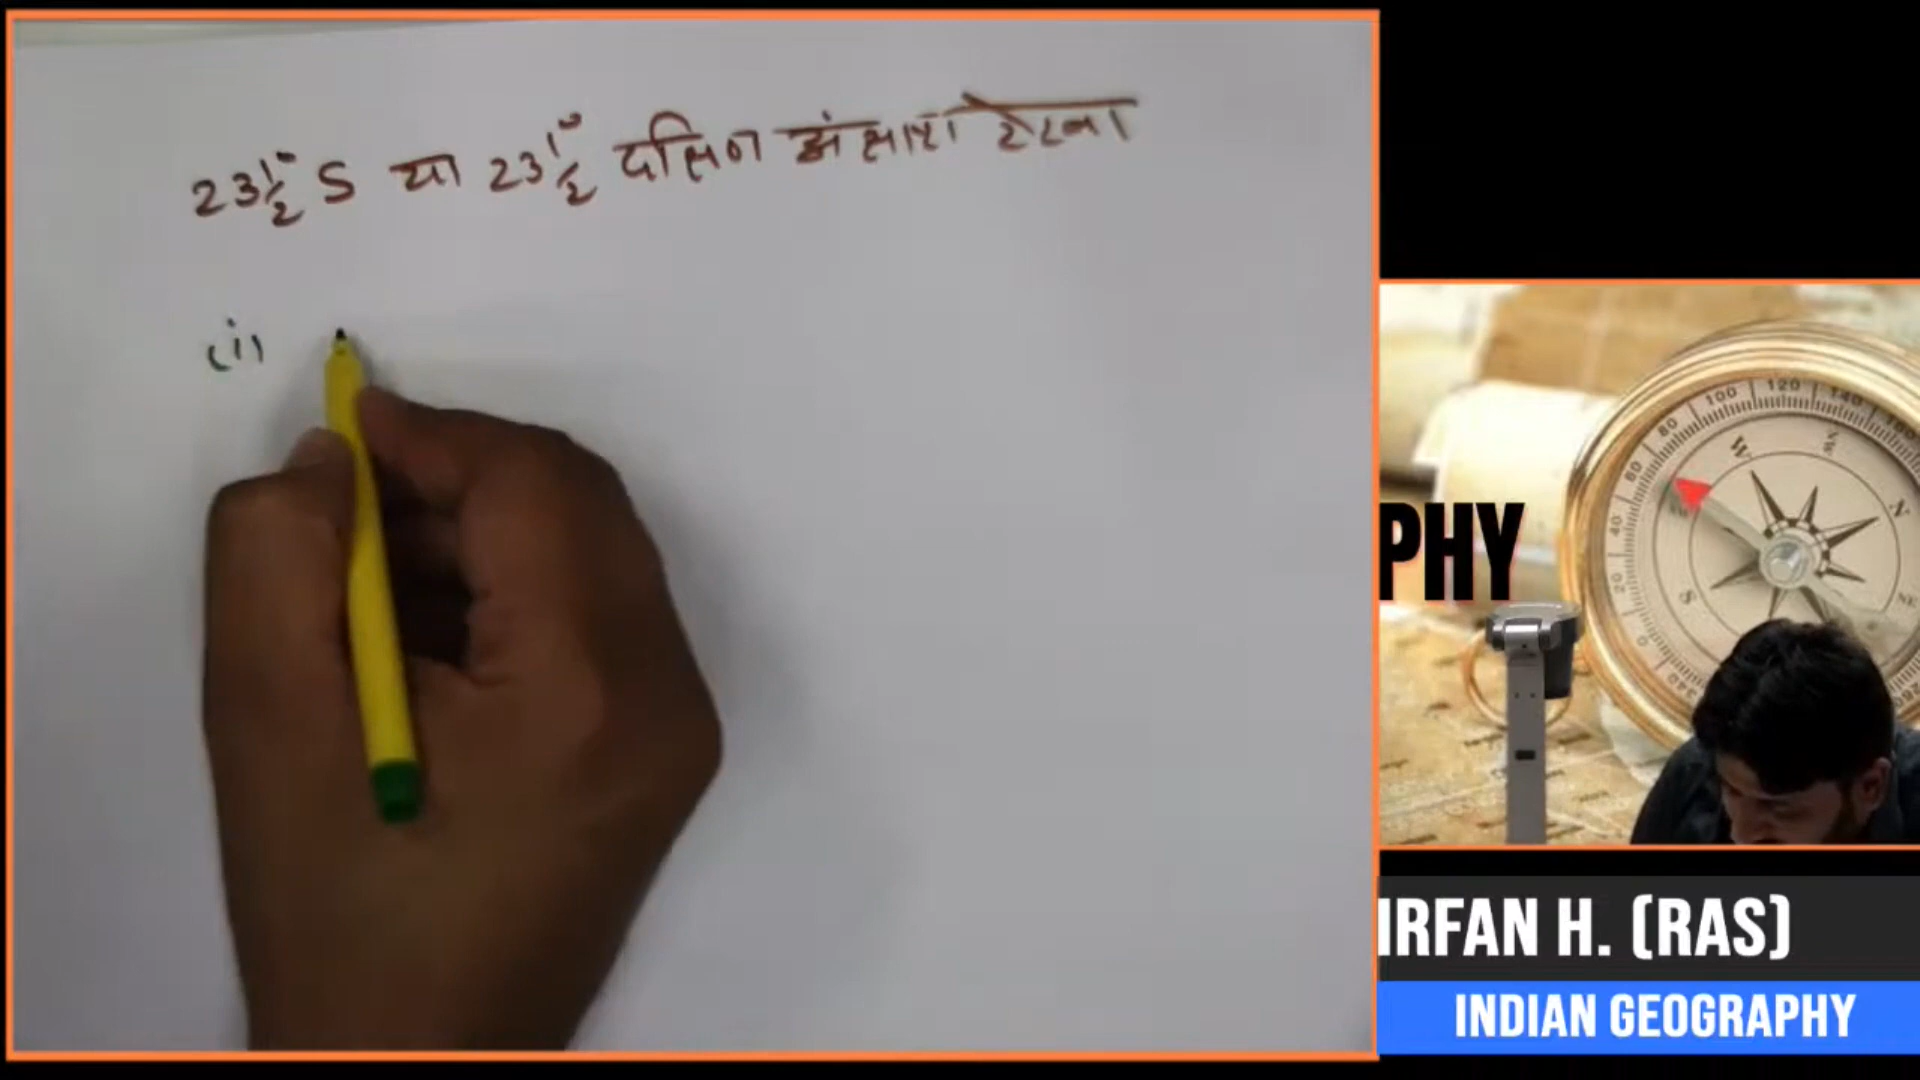 23½° S या 23½° दक्षिण अंक्षाश रेखा
(i)
PHY
IRFAN H. (RAS)
INDIAN GEOGRAPHY